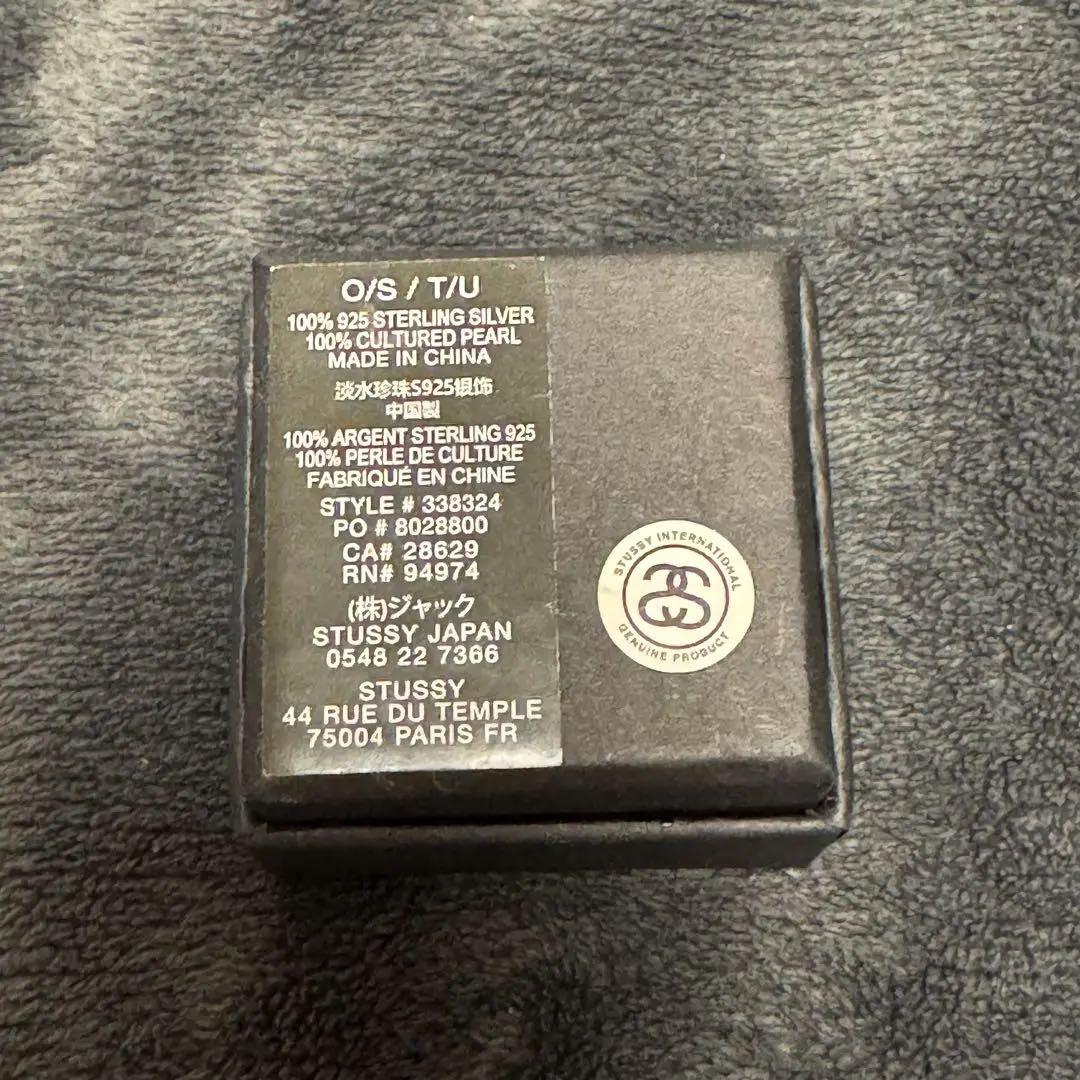 O/S / T/U
100% 925 STERLING SILVER
100% CULTURED PEARL
MADE IN CHINA
淡水珍珠S925银饰
中国製
100% ARGENT STERLING 925
100% PERLE DE CULTURE
FABRIQUÉ EN CHINE
STYLE # 338324
PO # 8028800
CA# 28629
RN# 94974
(株)ジャック
STUSSY JAPAN
0548 22 7366
STUSSY
44 RUE DU TEMPLE
75004 PARIS FR
STUSSY INTERNATIONAL
GENUINE PRODUCT